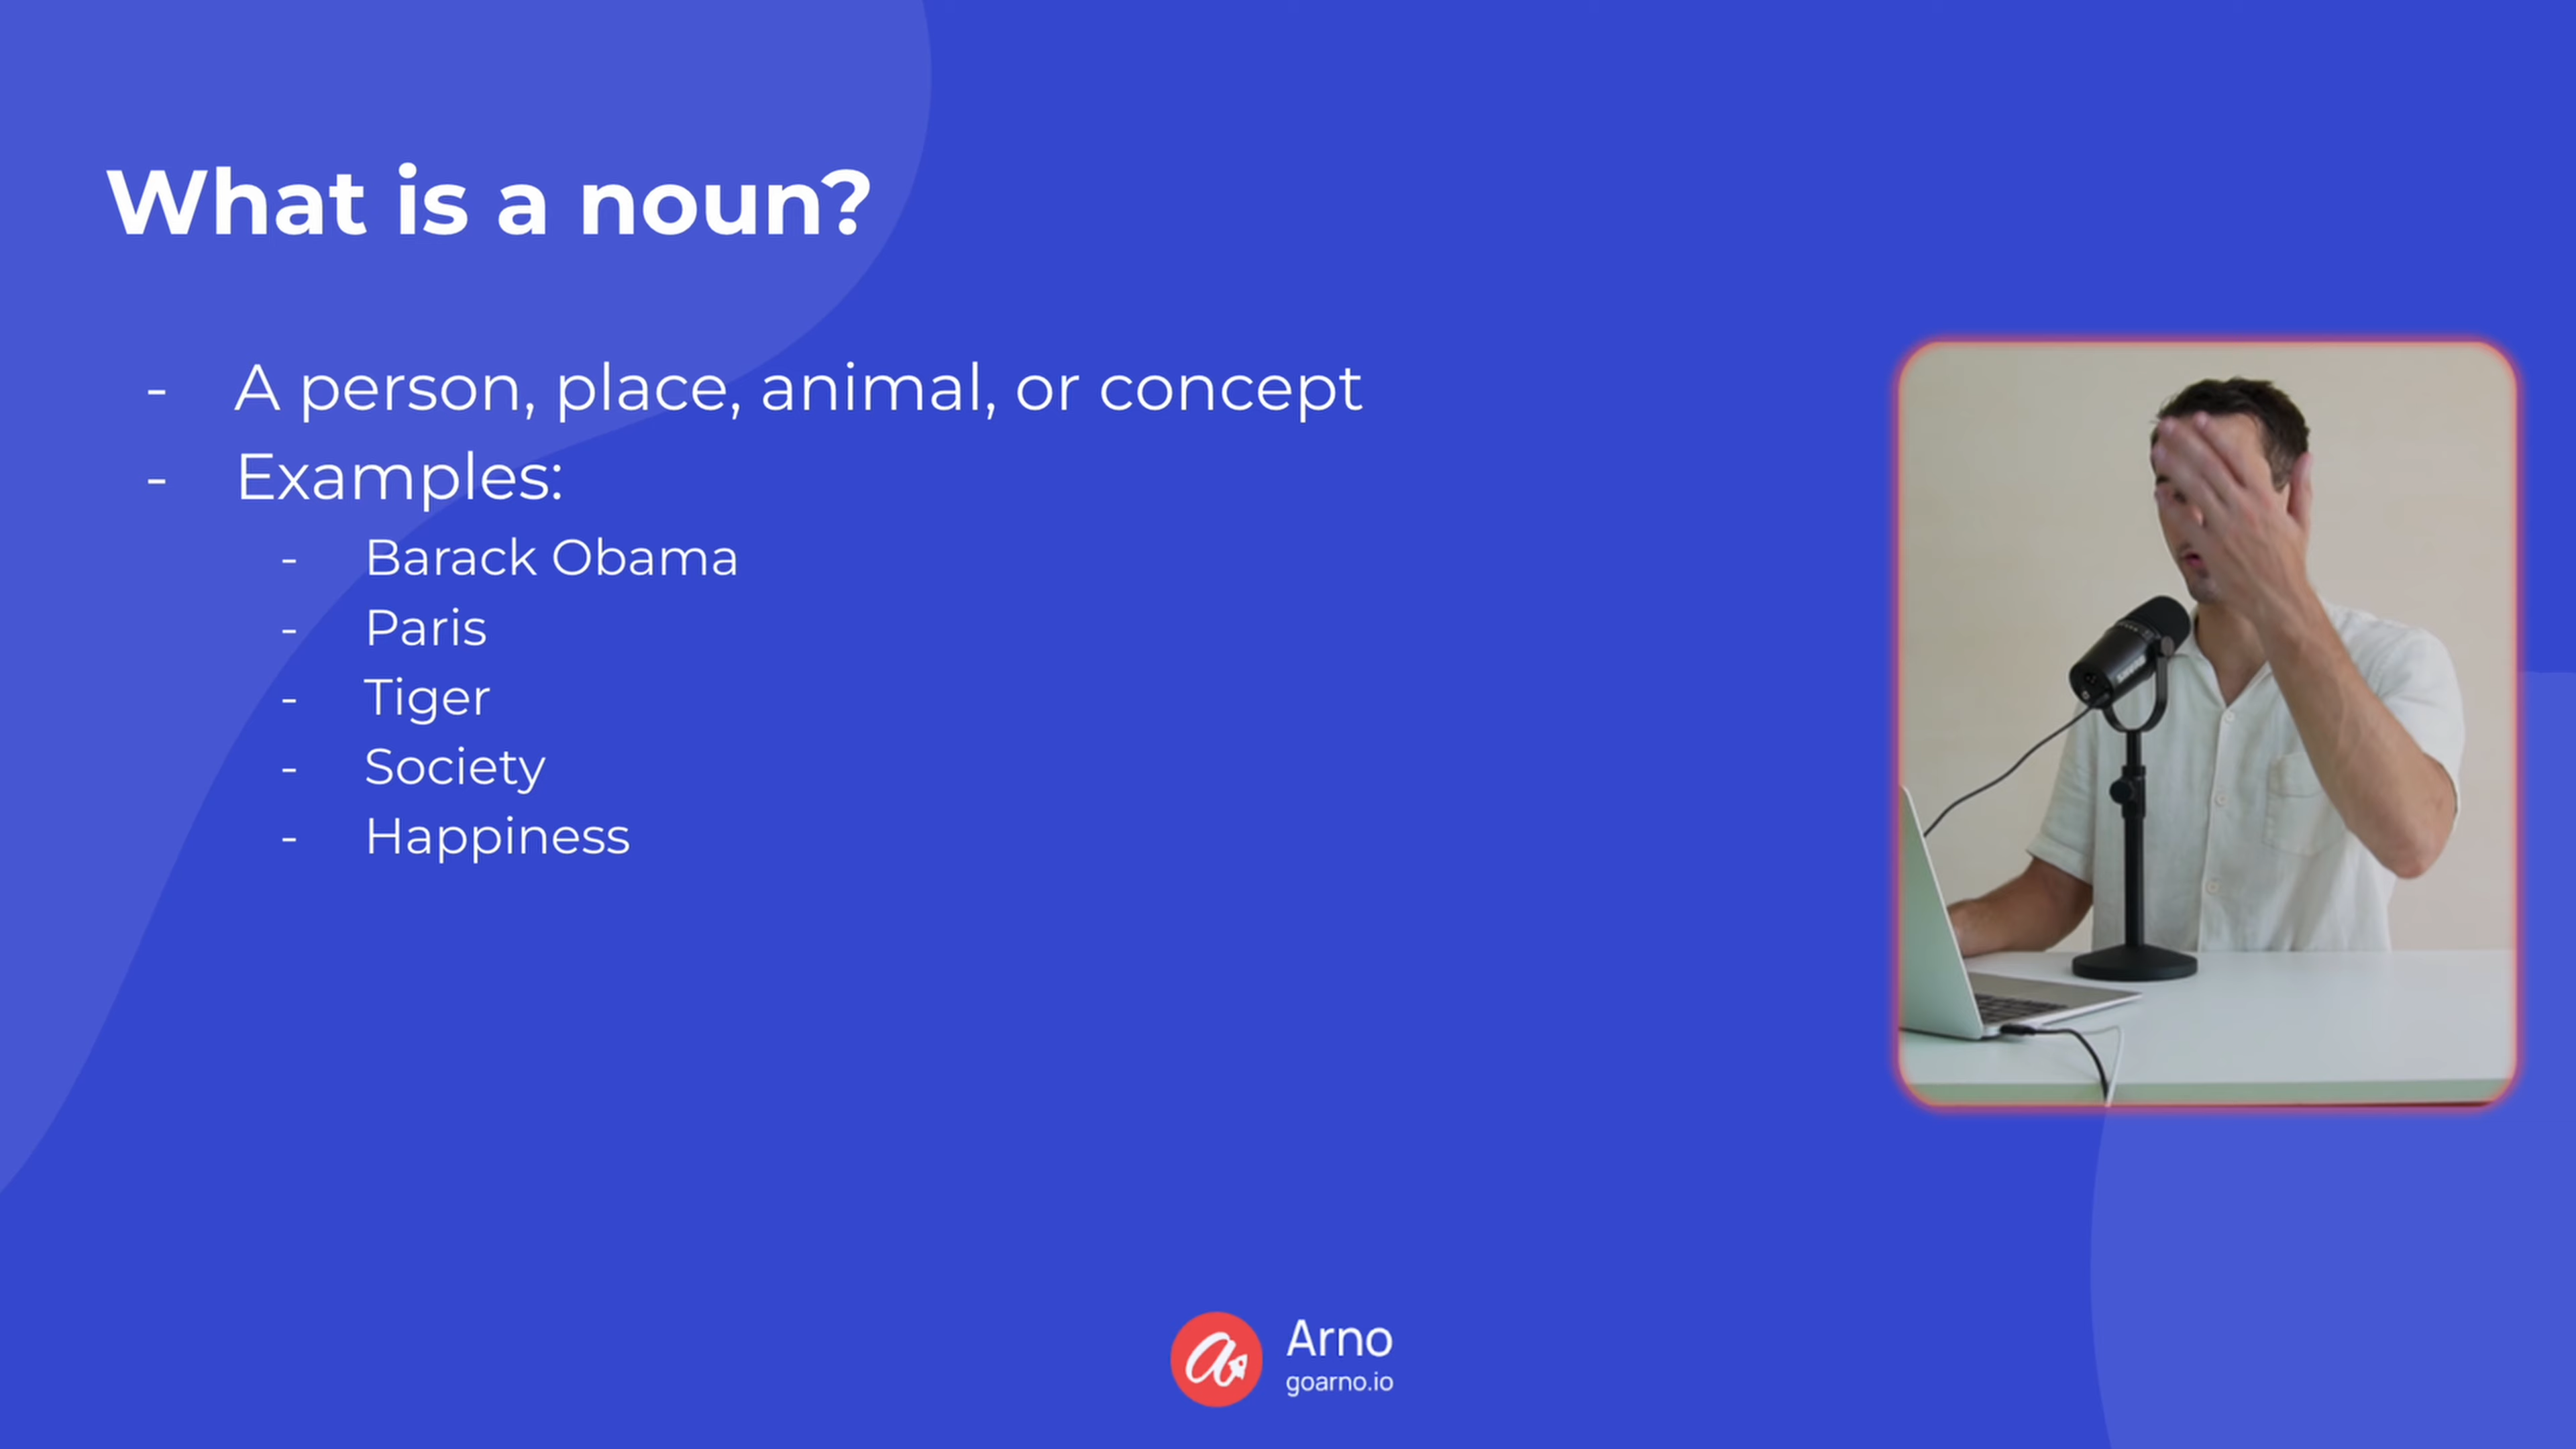 What is a noun?
- A person, place, animal, or concept
- Examples:
- Barack Obama
- Paris
- Tiger
- Society
- Happiness
Arno
goarno.io